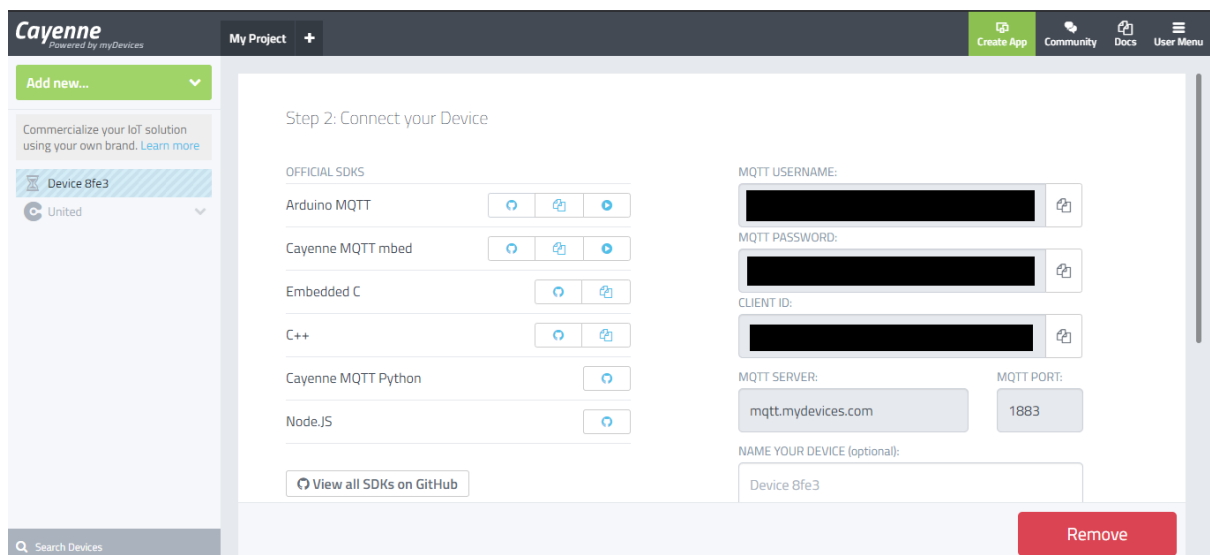 Cayenne
Powered by myDevices
My Project
Create App
Community
Docs
User Menu
Add new...
Commercialize your IoT solution
using your own brand. Learn more
Device 8fe3
United
Search Devices
Step 2: Connect your Device
OFFICIAL SDKS
Arduino MQTT
Cayenne MQTT mbed
Embedded C
C++
Cayenne MQTT Python
Node.JS
View all SDKs on GitHub
MQTT USERNAME:
MQTT PASSWORD:
CLIENT ID:
MQTT SERVER:
MQTT PORT:
mqtt.mydevices.com
1883
NAME YOUR DEVICE (optional):
Device 8fe3
Remove